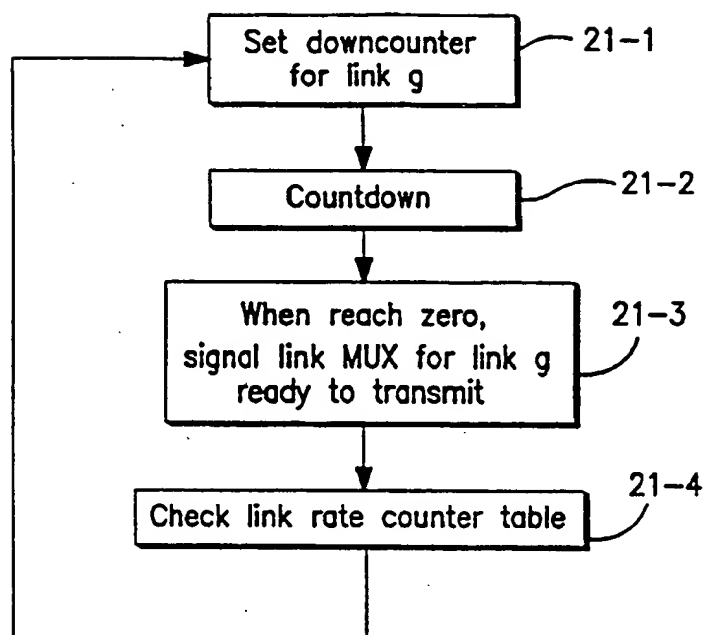 Set downcounter
for link g
21-1
Countdown
21-2
When reach zero,
signal link MUX for link g
ready to transmit
21-3
Check link rate counter table
21-4